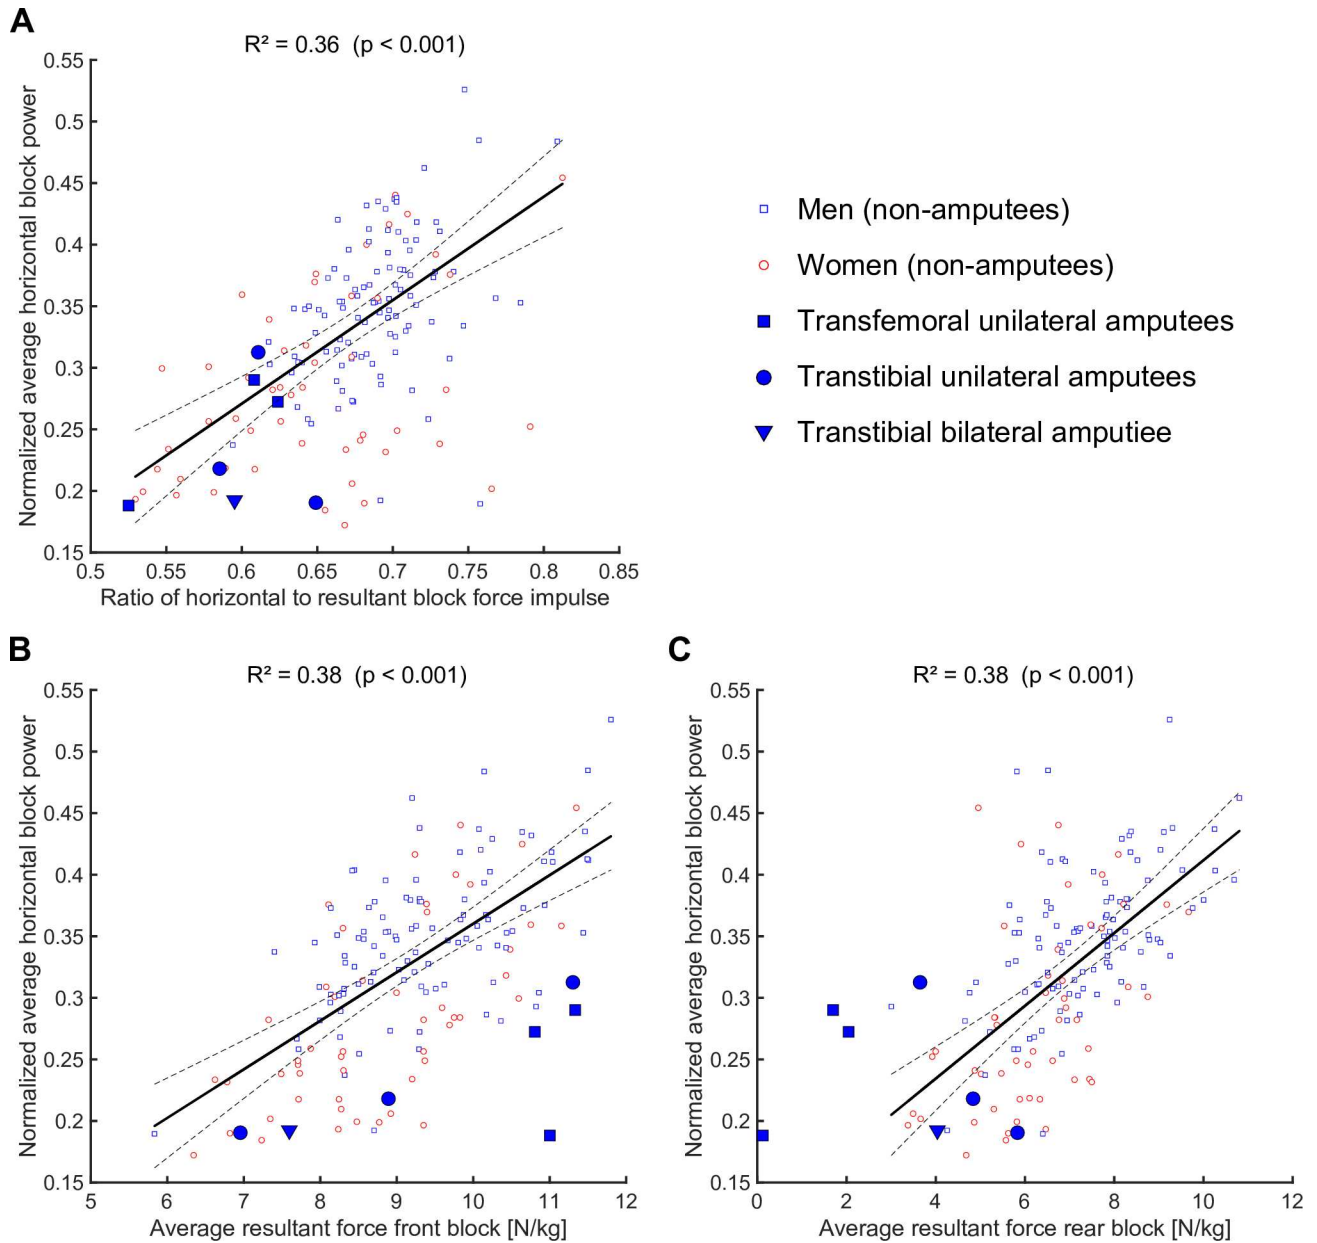 A
R² = 0.36 (p < 0.001)
Normalized average horizontal block power
0.55
0.5
0.45
0.4
0.35
0.3
0.25
0.2
0.15
0.5 0.55 0.6 0.65 0.7 0.75 0.8 0.85
Ratio of horizontal to resultant block force impulse
Men (non-amputees)
Women (non-amputees)
Transfemoral unilateral amputees
Transtibial unilateral amputees
Transtibial bilateral amputiee
B
R² = 0.38 (p < 0.001)
Normalized average horizontal block power
0.55
0.5
0.45
0.4
0.35
0.3
0.25
0.2
0.15
5 6 7 8 9 10 11 12
Average resultant force front block [N/kg]
C
R² = 0.38 (p < 0.001)
Normalized average horizontal block power
0.55
0.5
0.45
0.4
0.35
0.3
0.25
0.2
0.15
0 2 4 6 8 10 12
Average resultant force rear block [N/kg]